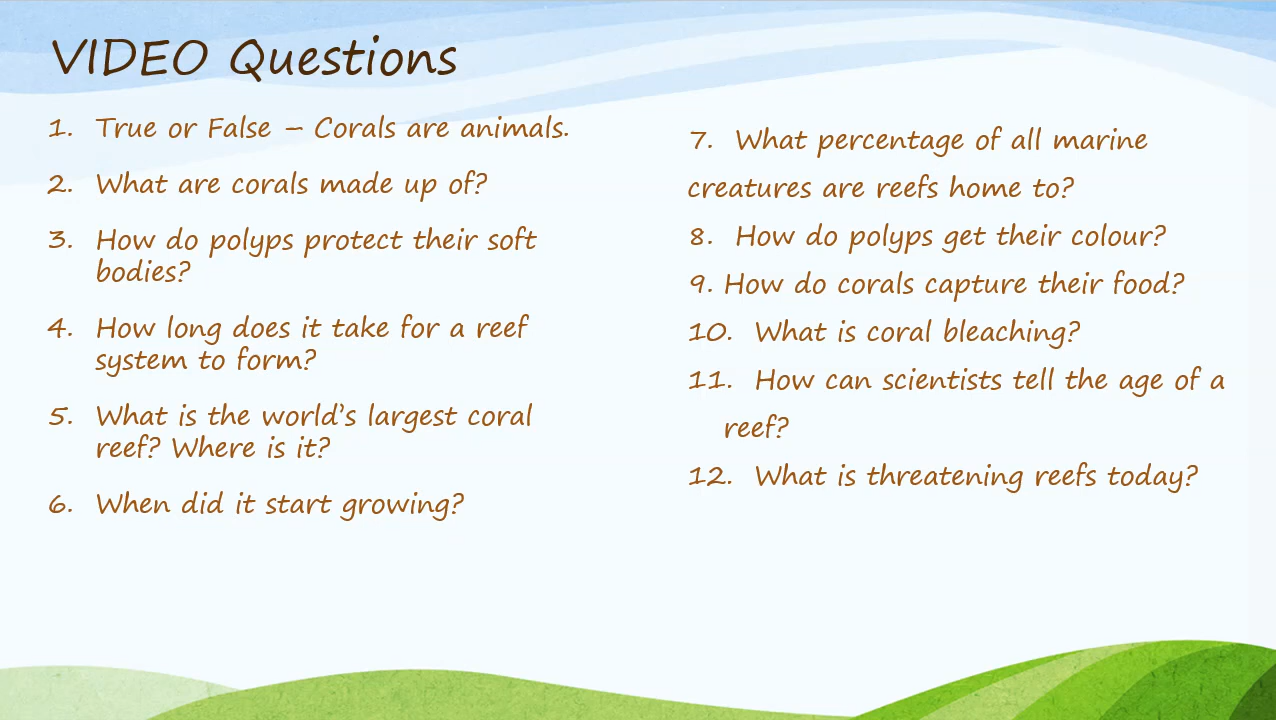 VIDEO Questions
1. True or False – Corals are animals.
2. What are corals made up of?
3. How do polyps protect their soft
bodies?
4. How long does it take for a reef
system to form?
5. What is the world’s largest coral
reef? Where is it?
6. When did it start growing?
7. What percentage of all marine
creatures are reefs home to?
8. How do polyps get their colour?
9. How do corals capture their food?
10. What is coral bleaching?
11. How can scientists tell the age of a
reef?
12. What is threatening reefs today?